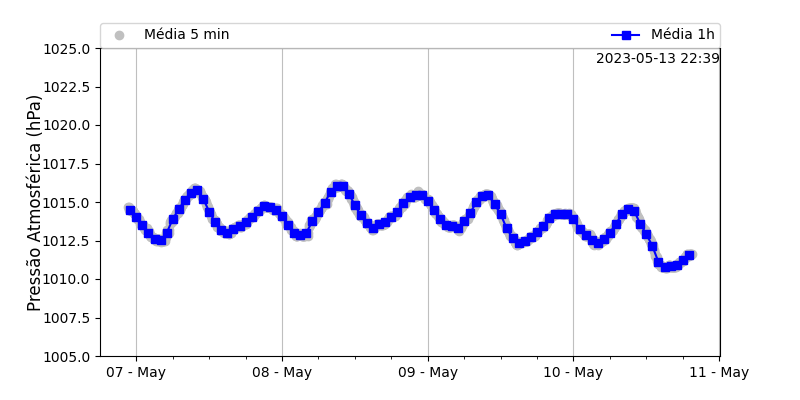 Média 5 min
Média 1h
2023-05-13 22:39
Pressão Atmosférica (hPa)
1025.0
1022.5
1020.0
1017.5
1015.0
1012.5
1010.0
1007.5
1005.0
07 - May
08 - May
09 - May
10 - May
11 - May